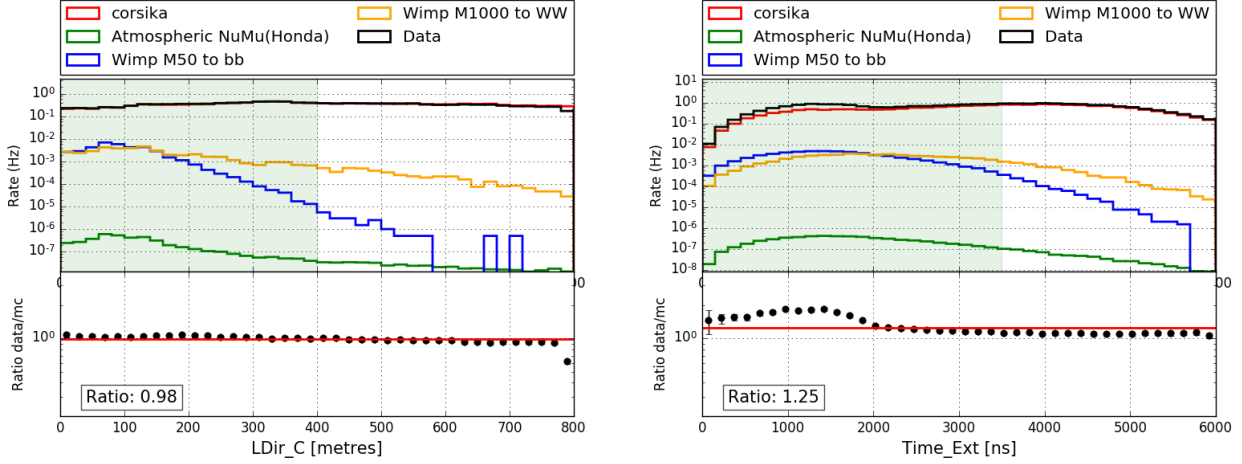 corsika
Atmospheric NuMu(Honda)
Wimp M50 to bb
Wimp M1000 to WW
Data
Rate (Hz)
10^0
10^-1
10^-2
10^-3
10^-4
10^-5
10^-6
10^-7
Ratio data/mc
10^0
Ratio: 0.98
0 100 200 300 400 500 600 700 800
LDir_C [metres]
corsika
Atmospheric NuMu(Honda)
Wimp M50 to bb
Wimp M1000 to WW
Data
Rate (Hz)
10^1
10^0
10^-1
10^-2
10^-3
10^-4
10^-5
10^-6
10^-7
10^-8
Ratio data/mc
10^0
Ratio: 1.25
0 1000 2000 3000 4000 5000 6000
Time_Ext [ns]